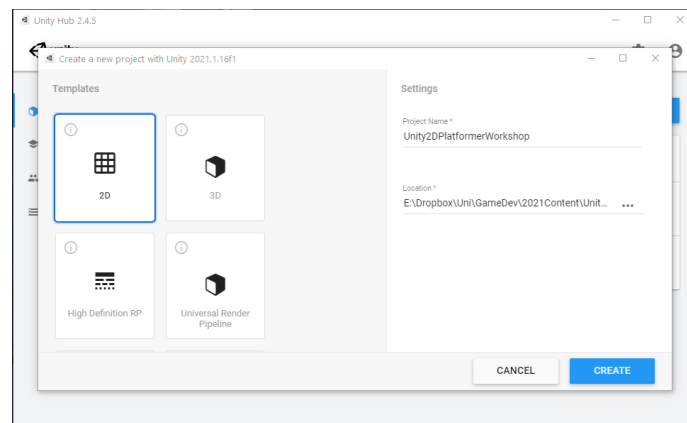 Unity Hub 2.4.5
Create a new project with Unity 2021.1.16f1
Templates
2D
3D
High Definition RP
Universal Render
Pipeline
Settings
Project Name *
Unity2DPlatformerWorkshop
Location *
E:\Dropbox\Uni\GameDev\2021Content\Unit...
CANCEL
CREATE